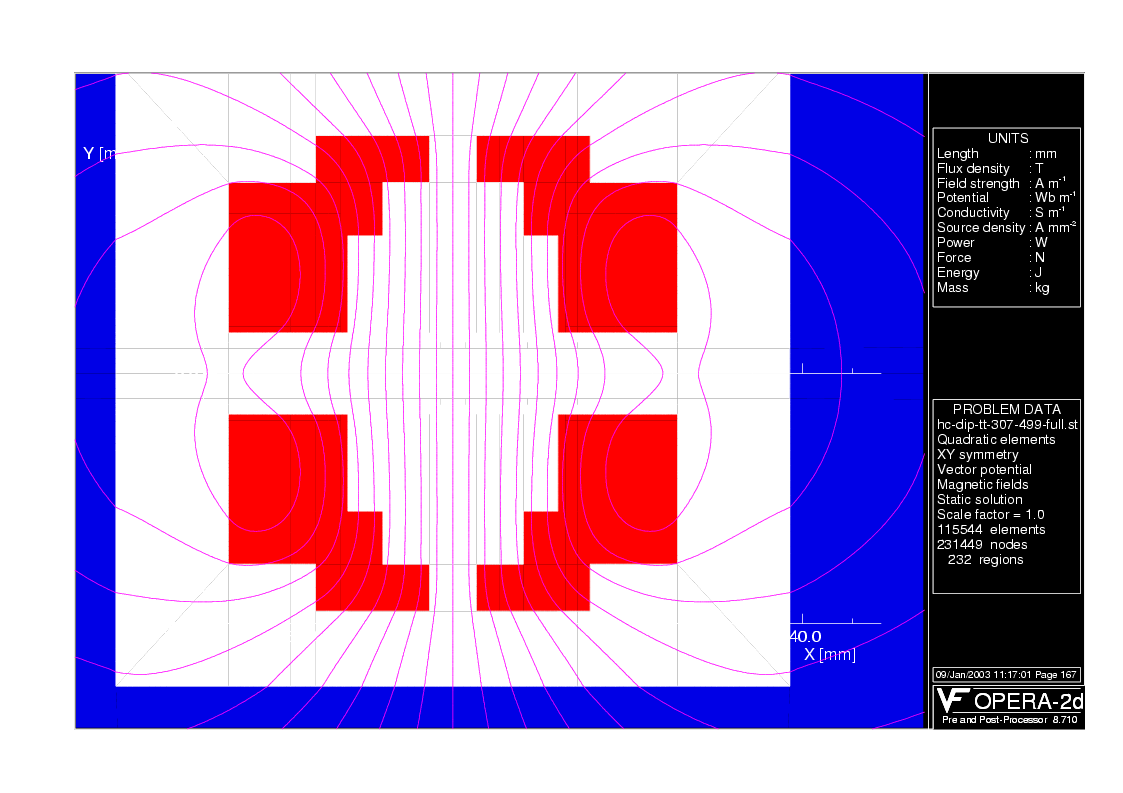 Y [m
40.0
X [mm]
UNITS
Length : mm
Flux density : T
Field strength : A m⁻¹
Potential : Wb m⁻¹
Conductivity : S m⁻¹
Source density : A mm⁻²
Power : W
Force : N
Energy : J
Mass : kg
PROBLEM DATA
hc-dip-tt-307-499-full.st
Quadratic elements
XY symmetry
Vector potential
Magnetic fields
Static solution
Scale factor = 1.0
115544 elements
231449 nodes
232 regions
09/Jan/2003 11:17:01 Page 167
VF OPERA-2d
Pre and Post-Processor 8.710